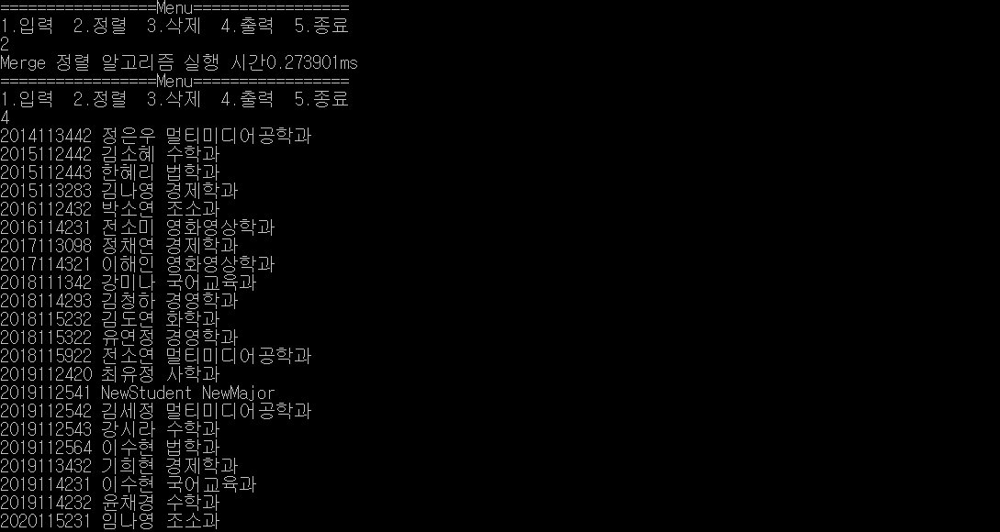 =================Menu=================
1.입력  2.정렬  3.삭제  4.출력  5.종료
2
Merge 정렬 알고리즘 실행 시간0.273901ms
=================Menu=================
1.입력  2.정렬  3.삭제  4.출력  5.종료
4
2014113442 정은우 멀티미디어공학과
2015112442 김소혜 수학과
2015112443 한혜리 법학과
2015113283 김나영 경제학과
2016112432 박소연 조소과
2016114231 전소미 영화영상학과
2017113098 정채연 경제학과
2017114321 이해인 영화영상학과
2018111342 강미나 국어교육과
2018114293 김청하 경영학과
2018115232 김도연 화학과
2018115322 유연정 경영학과
2018115922 전소연 멀티미디어공학과
2019112420 최유정 사학과
2019112541 NewStudent NewMajor
2019112542 김세정 멀티미디어공학과
2019112543 강시라 수학과
2019112564 이수현 법학과
2019113432 기희현 경제학과
2019114231 이수현 국어교육과
2019114232 윤채경 수학과
2020115231 임나영 조소과